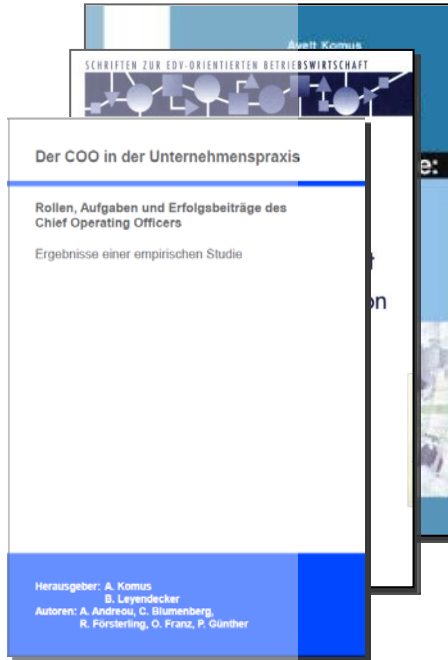 Ayelt Komus
SCHRIFTEN ZUR EDV-ORIENTIERTEN BETRIEBSWIRTSCHAFT
Der COO in der Unternehmenspraxis
Rollen, Aufgaben und Erfolgsbeiträge des
Chief Operating Officers
Ergebnisse einer empirischen Studie
Herausgeber: A. Komus
B. Leyendecker
Autoren: A. Andreou, C. Blumenberg,
R. Försterling, O. Franz, P. Günther